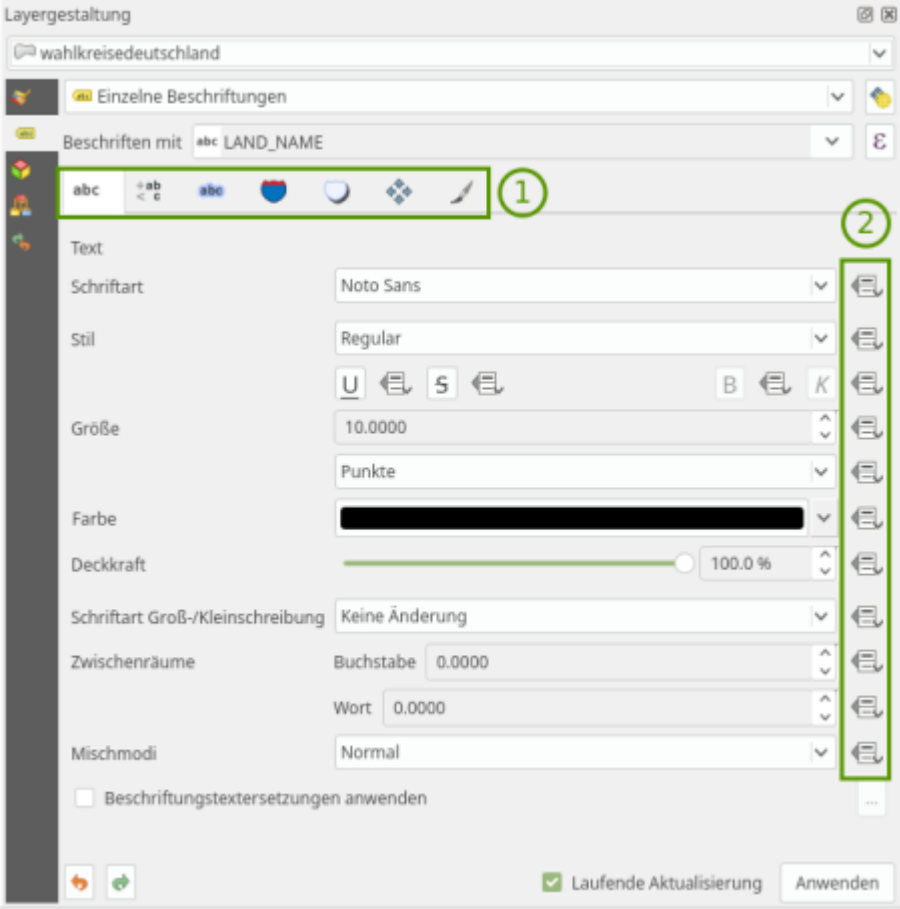 Layergestaltung
wahlkreisedeutschland
abc Einzelne Beschriftungen
abc
Beschriften mit abc LAND_NAME ε
abc +ab < c abc 1
2
Text
Schriftart Noto Sans
Stil Regular
U S B K
Größe 10.0000
Punkte
Farbe
Deckkraft 100.0 %
Schriftart Groß-/Kleinschreibung Keine Änderung
Zwischenräume Buchstabe 0.0000
Wort 0.0000
Mischmodi Normal
Beschriftungstextersetzungen anwenden ...
Laufende Aktualisierung Anwenden